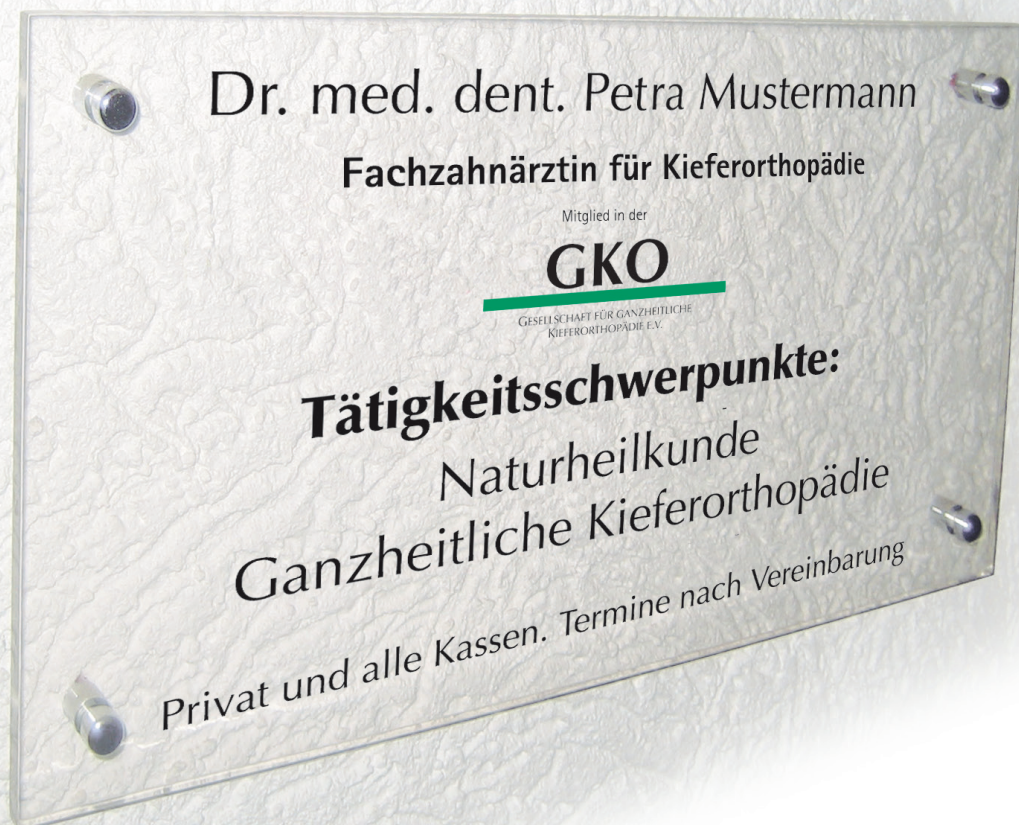 Dr. med. dent. Petra Mustermann
Fachzahnärztin für Kieferorthopädie
Mitglied in der
GKO
GESELLSCHAFT FÜR GANZHEITLICHE
KIEFERORTHOPÄDIE E.V.
Tätigkeitsschwerpunkte:
Naturheilkunde
Ganzheitliche Kieferorthopädie
Privat und alle Kassen. Termine nach Vereinbarung